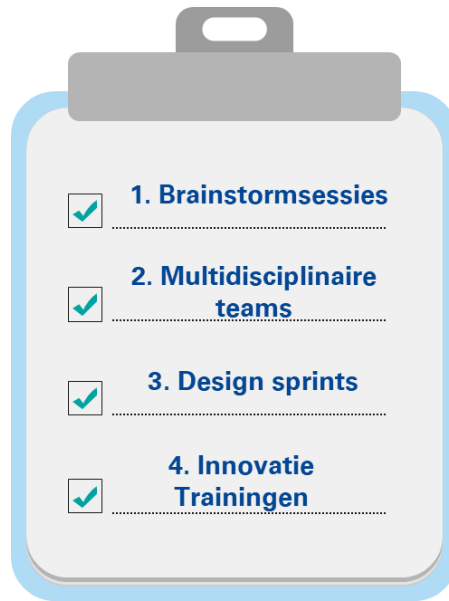 1. Brainstormsessies
2. Multidisciplinaire
teams
3. Design sprints
4. Innovatie
Trainingen